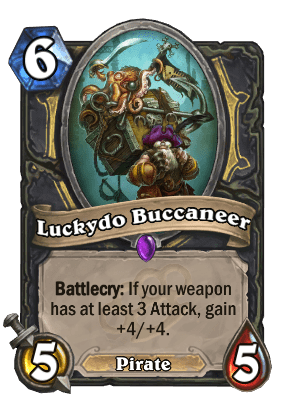 6
Luckydo Buccaneer
Battlecry: If your weapon
has at least 3 Attack, gain
+4/+4.
5
Pirate
5